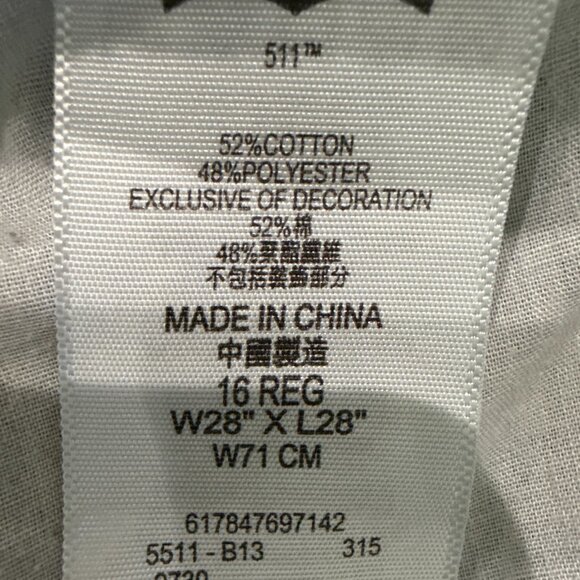 511™
52%COTTON
48%POLYESTER
EXCLUSIVE OF DECORATION
52%棉
48%聚酯纖維
不包括裝飾部分
MADE IN CHINA
中國製造
16 REG
W28" X L28"
W71 CM
617847697142
5511 - B13 315